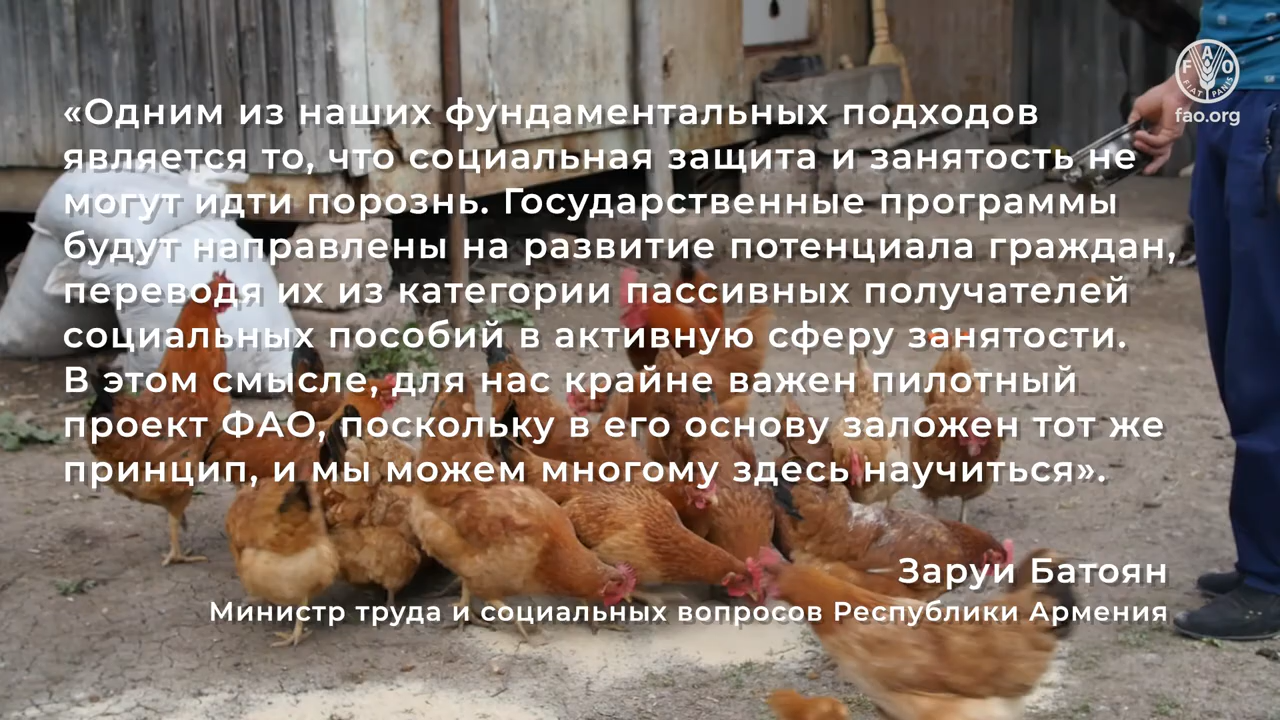 FAO
FIAT PANIS
fao.org
«Одним из наших фундаментальных подходов
является то, что социальная защита и занятость не
могут идти порознь. Государственные программы
будут направлены на развитие потенциала граждан,
переводя их из категории пассивных получателей
социальных пособий в активную сферу занятости.
В этом смысле, для нас крайне важен пилотный
проект ФАО, поскольку в его основу заложен тот же
принцип, и мы можем многому здесь научиться».
Заруи Батоян
Министр труда и социальных вопросов Республики Армения